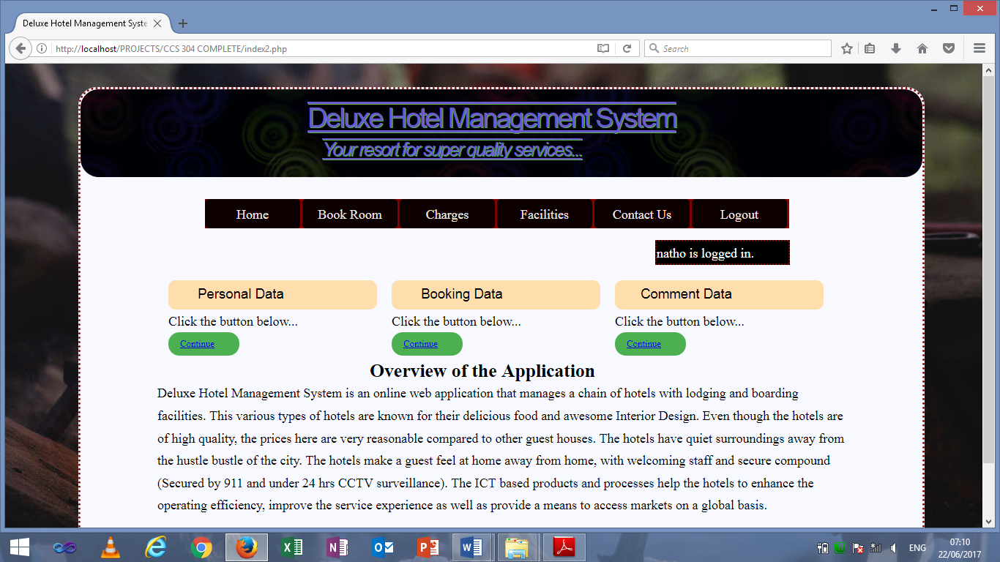 Deluxe Hotel Management Syste
http://localhost/PROJECTS/CCS 304 COMPLETE/index2.php
Search
Deluxe Hotel Management System
Your resort for super quality services...
Home Book Room Charges Facilities Contact Us Logout
natho is logged in.
Personal Data Booking Data Comment Data
Click the button below... Click the button below... Click the button below...
Continue Continue Continue
Overview of the Application
Deluxe Hotel Management System is an online web application that manages a chain of hotels with lodging and boarding
facilities. This various types of hotels are known for their delicious food and awesome Interior Design. Even though the hotels are
of high quality, the prices here are very reasonable compared to other guest houses. The hotels have quiet surroundings away from
the hustle bustle of the city. The hotels make a guest feel at home away from home, with welcoming staff and secure compound
(Secured by 911 and under 24 hrs CCTV surveillance). The ICT based products and processes help the hotels to enhance the
operating efficiency, improve the service experience as well as provide a means to access markets on a global basis.
ENG
07:10
22/06/2017